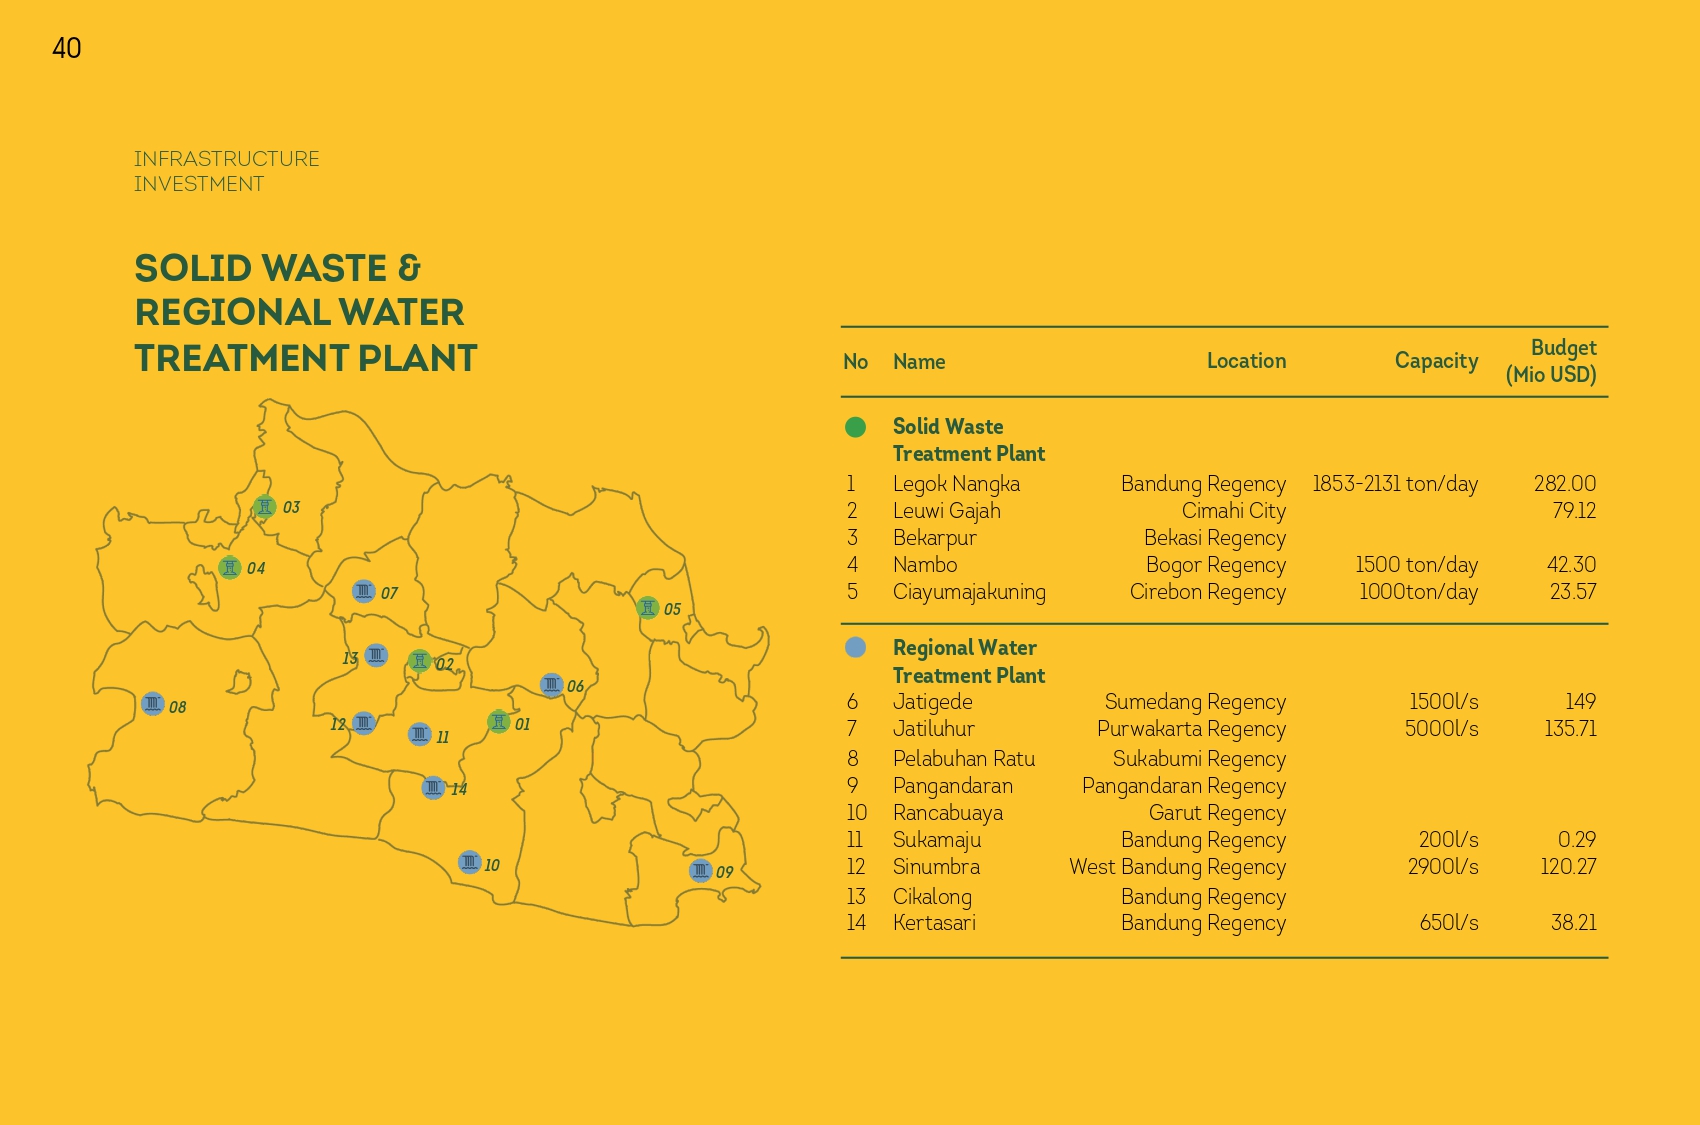 40
INFRASTRUCTURE
INVESTMENT
SOLID WASTE &
REGIONAL WATER
TREATMENT PLANT
03
04
07
05
13
02
06
08
12
11
01
14
10
09
No Name Location Capacity Budget (Mio USD)
Solid Waste
Treatment Plant
1 Legok Nangka Bandung Regency 1853-2131 ton/day 282.00
2 Leuwi Gajah Cimahi City 79.12
3 Bekarpur Bekasi Regency
4 Nambo Bogor Regency 1500 ton/day 42.30
5 Ciayumajakuning Cirebon Regency 1000ton/day 23.57
Regional Water
Treatment Plant
6 Jatigede Sumedang Regency 1500l/s 149
7 Jatiluhur Purwakarta Regency 5000l/s 135.71
8 Pelabuhan Ratu Sukabumi Regency
9 Pangandaran Pangandaran Regency
10 Rancabuaya Garut Regency
11 Sukamaju Bandung Regency 200l/s 0.29
12 Sinumbra West Bandung Regency 2900l/s 120.27
13 Cikalong Bandung Regency
14 Kertasari Bandung Regency 650l/s 38.21